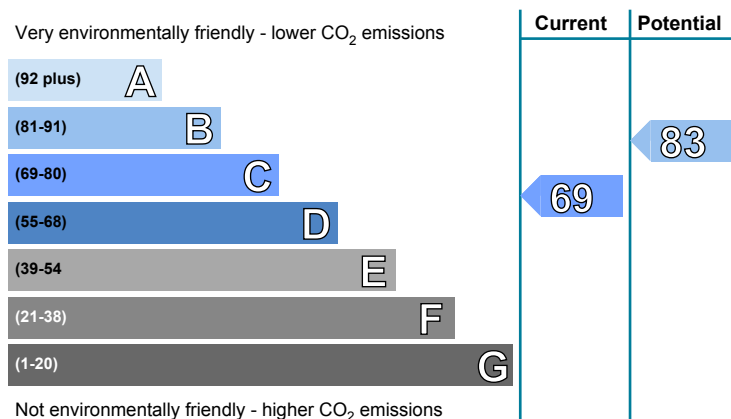 Very environmentally friendly - lower CO2 emissions
Current
Potential
(92 plus) A
(81-91) B
83
(69-80) C
69
(55-68) D
(39-54 E
(21-38) F
(1-20) G
Not environmentally friendly - higher CO2 emissions